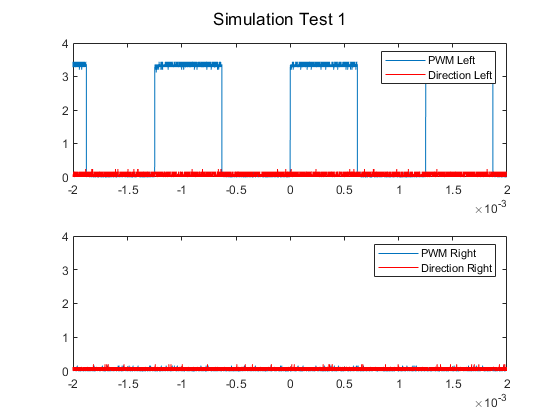 Simulation Test 1
4
3
2
1
0
PWM Left
Direction Left
-2 -1.5 -1 -0.5 0 0.5 1 1.5 2
×10-3
4
3
2
1
0
PWM Right
Direction Right
-2 -1.5 -1 -0.5 0 0.5 1 1.5 2
×10-3